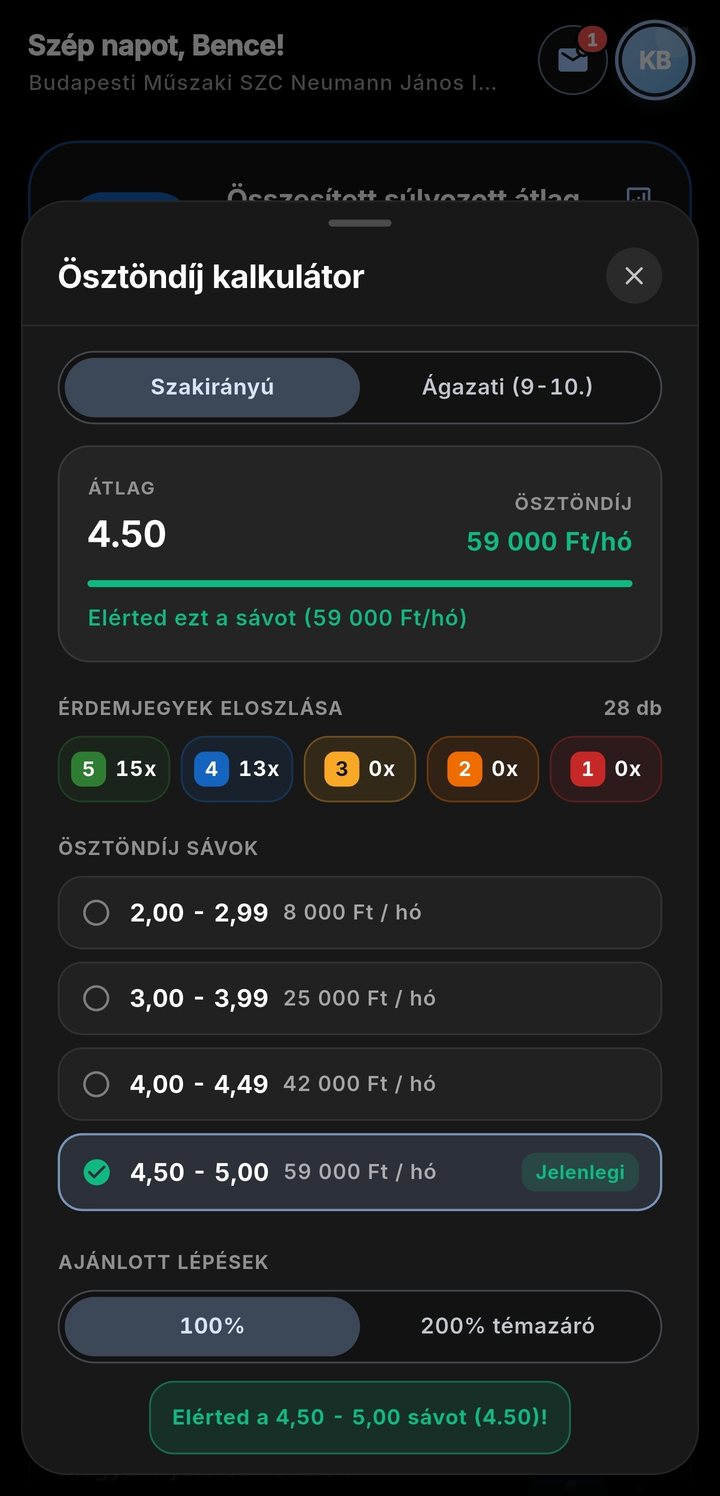 Szép napot, Bence!
1
KB
Budapesti Műszaki SZC Neumann János I...
Összesített súlyozott átlag
Ösztöndíj kalkulátor
Szakirányú
Ágazati (9-10.)
ÁTLAG
ÖSZTÖNDÍJ
4.50
59 000 Ft/hó
Elérted ezt a sávot (59 000 Ft/hó)
ÉRDEMJEGYEK ELOSZLÁSA
28 db
5 15x
4 13x
3 0x
2 0x
1 0x
ÖSZTÖNDÍJ SÁVOK
2,00 - 2,99 8 000 Ft / hó
3,00 - 3,99 25 000 Ft / hó
4,00 - 4,49 42 000 Ft / hó
4,50 - 5,00 59 000 Ft / hó
Jelenlegi
AJÁNLOTT LÉPÉSEK
100%
200% témazáró
Elérted a 4,50 - 5,00 sávot (4.50)!